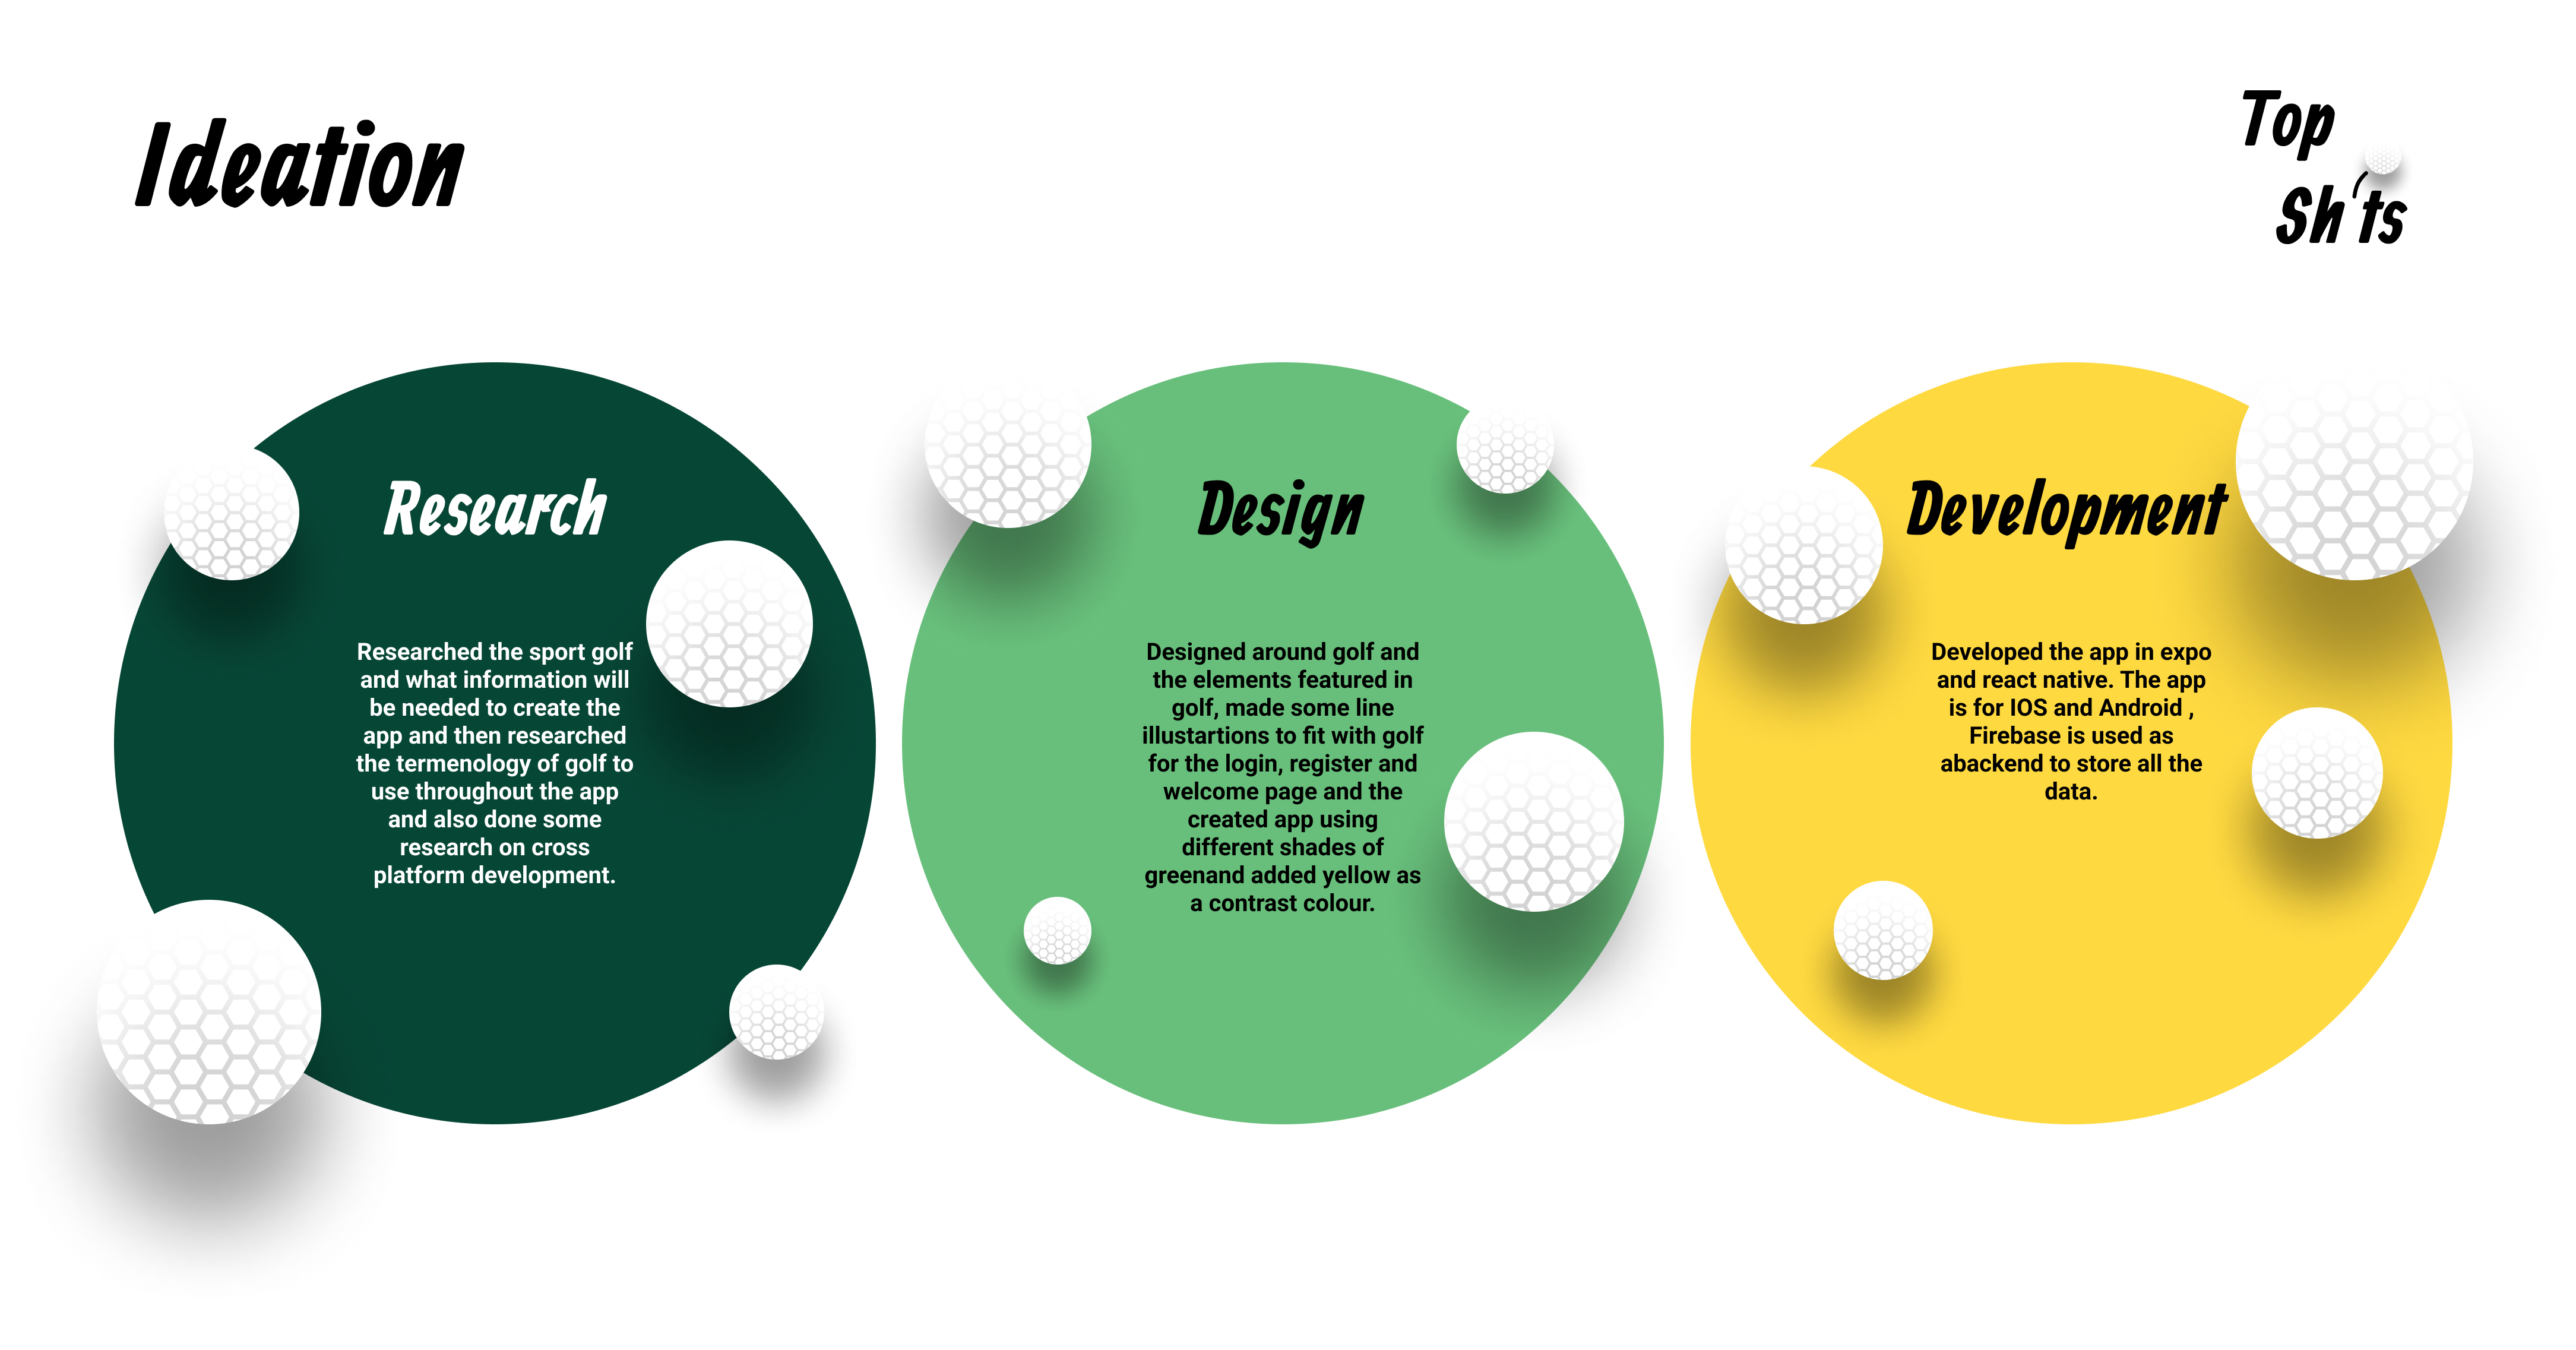 Ideation
Top
Sh'ts
Research
Researched the sport golf
and what information will
be needed to create the
app and then researched
the termenology of golf to
use throughout the app
and also done some
research on cross
platform development.
Design
Designed around golf and
the elements featured in
golf, made some line
illustartions to fit with golf
for the login, register and
welcome page and the
created app using
different shades of
greenand added yellow as
a contrast colour.
Development
Developed the app in expo
and react native. The app
is for IOS and Android ,
Firebase is used as
abackend to store all the
data.